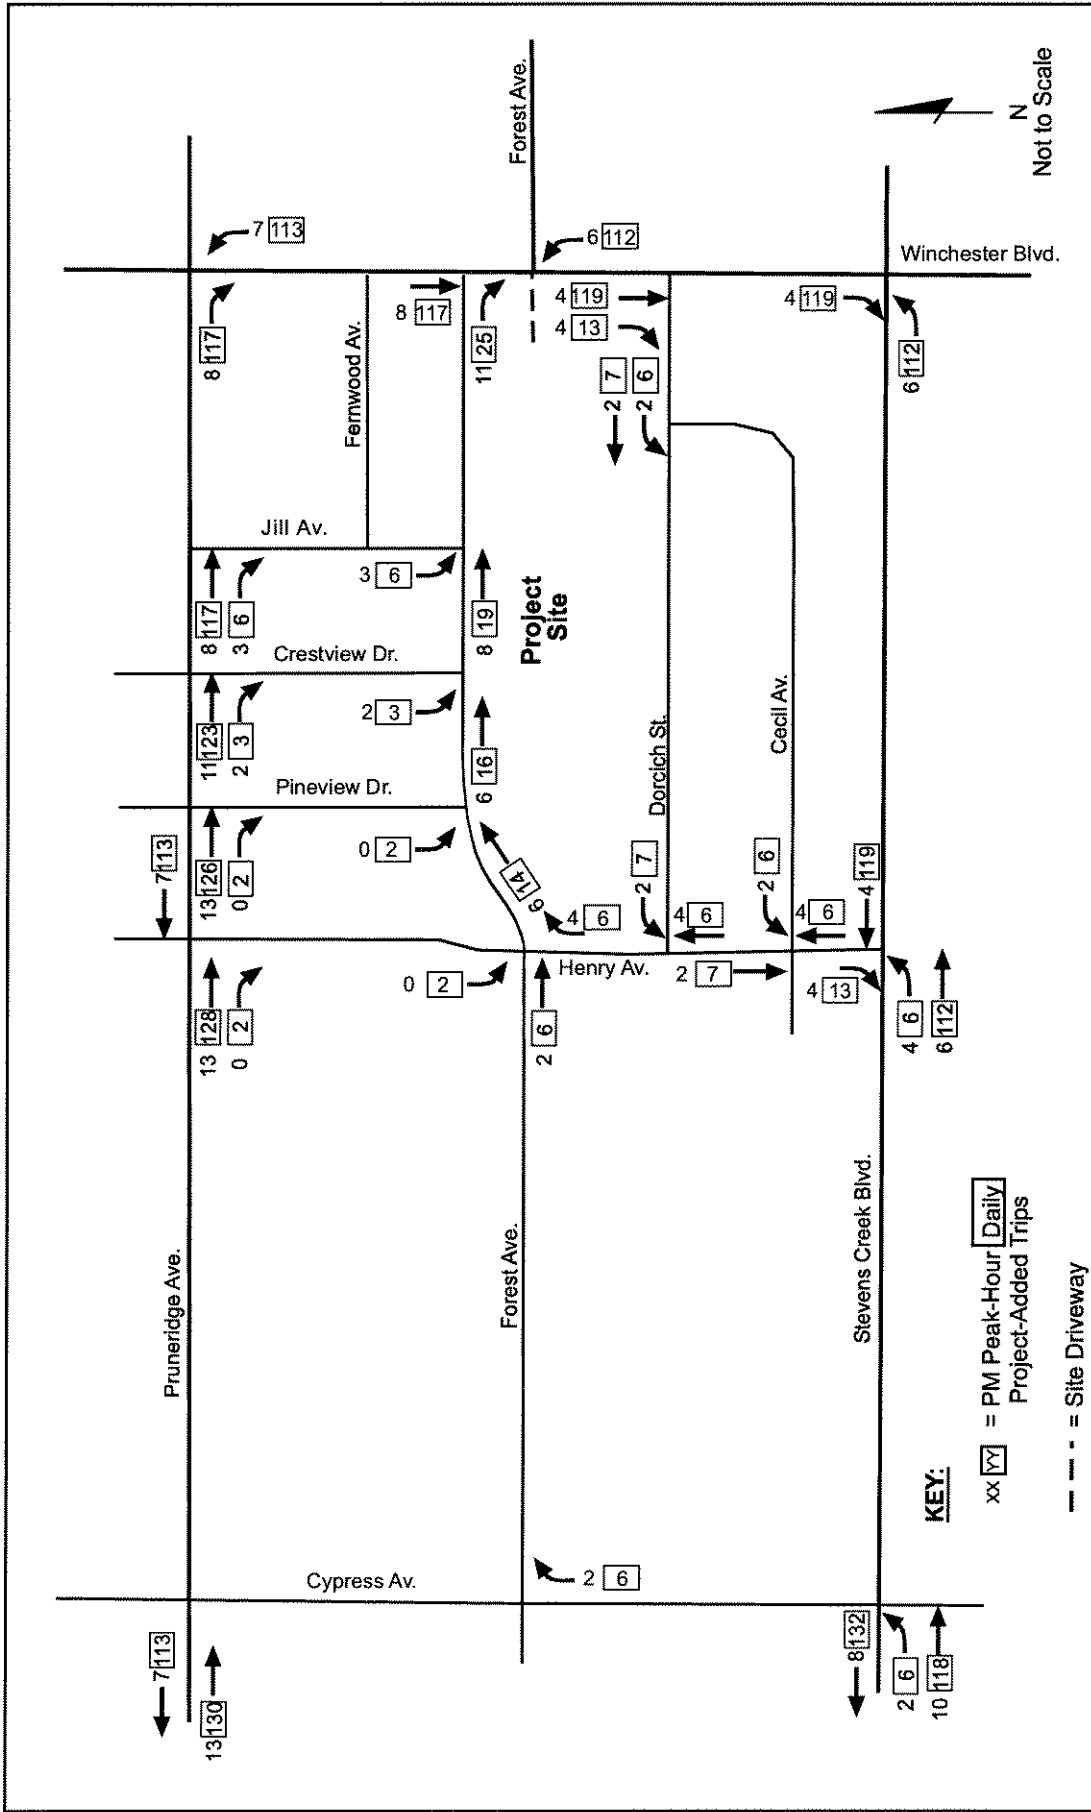 7 113
Forest Ave.
N
Not to Scale
8 117
Fernwood Av.
8 117
11 25
6 112
4 119
4 13
4 119
Winchester Blvd.
6 112
2 7
2 6
Jill Av.
3 6
8 117
3 6
8 19
Project
Site
Crestview Dr.
2 3
11 123
2 3
6 16
Dorcich St.
Cecil Av.
Pineview Dr.
7 113
13 126
0 2
0 2
6 14
4 6
2 7
4 6
2 6
4 6
4 119
Henry Av.
0 2
2 7
4 13
13 128
0 2
2 6
4 6
6 112
Pruneridge Ave.
Forest Ave.
Stevens Creek Blvd.
Cypress Av.
2 6
7 113
13 130
8 132
2 6
10 118
KEY:
xx YY = PM Peak-Hour Daily
Project-Added Trips
= Site Driveway